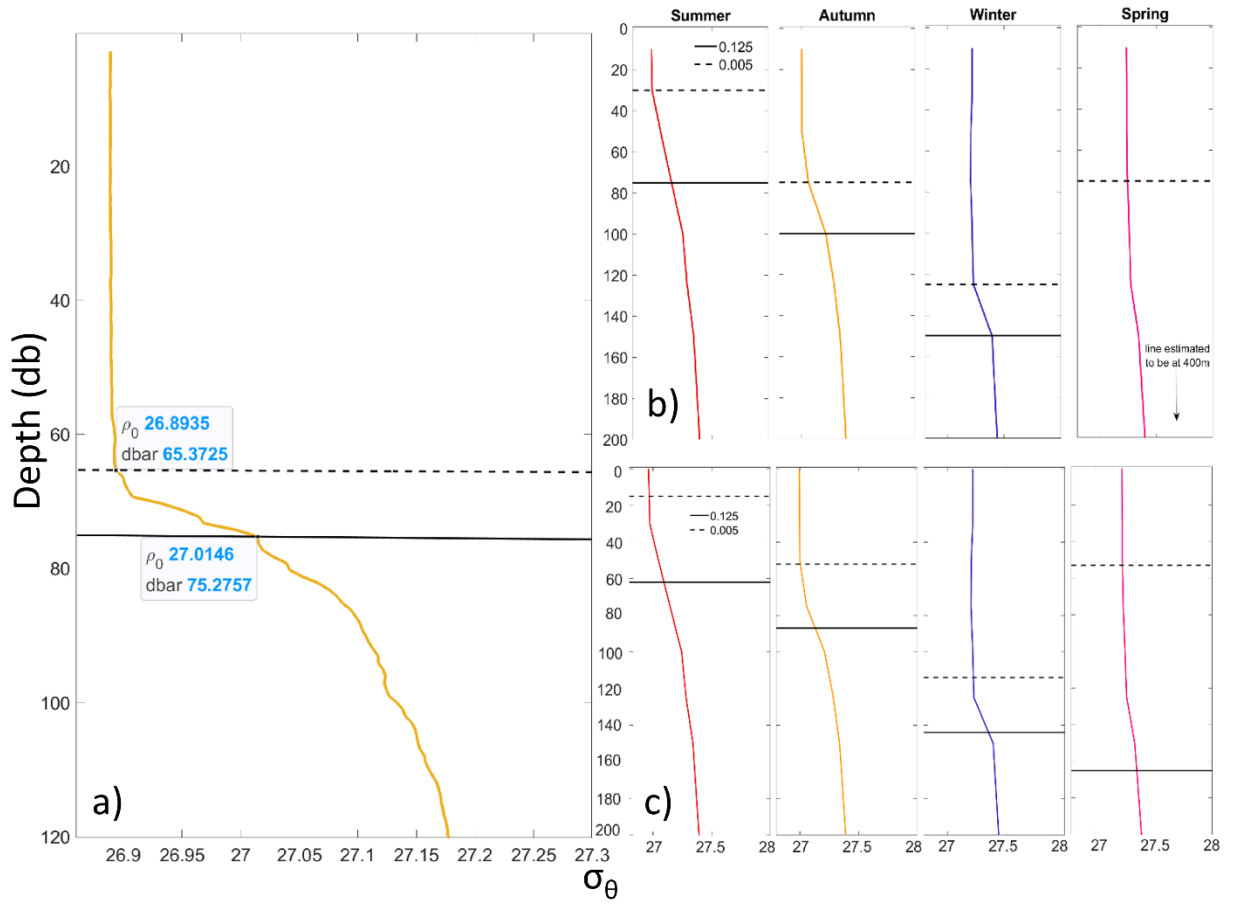 Depth (db)
20
40
60
80
100
120
ρ0 26.8935
dbar 65.3725
ρ0 27.0146
dbar 75.2757
a)
26.9
26.95
27
27.05
27.1
27.15
27.2
27.25
27.3
σθ
Summer
Autumn
Winter
Spring
0
20
40
60
80
100
120
140
160
180
200
0.125
0.005
line estimated
to be at 400m
b)
0
20
40
60
80
100
120
140
160
180
200
0.125
0.005
c)
27 27.5 28
27 27.5 28
27 27.5 28
27 27.5 28